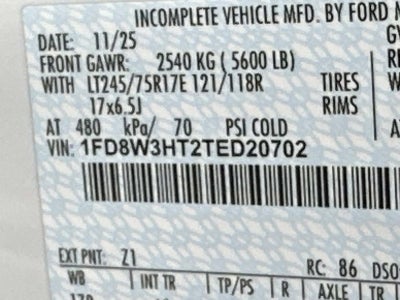 INCOMPLETE VEHICLE MFD. BY FORD
DATE: 11/25
FRONT GAWR: 2540 KG ( 5600 LB)
WITH LT245/75R17E 121/118R TIRES
17x6.5J RIMS
AT 480 kPa/ 70 PSI COLD
VIN: 1FD8W3HT2TED20702
EXT PNT: Z1 RC: 86 DSO
WB INT TR TP/PS R AXLE TR